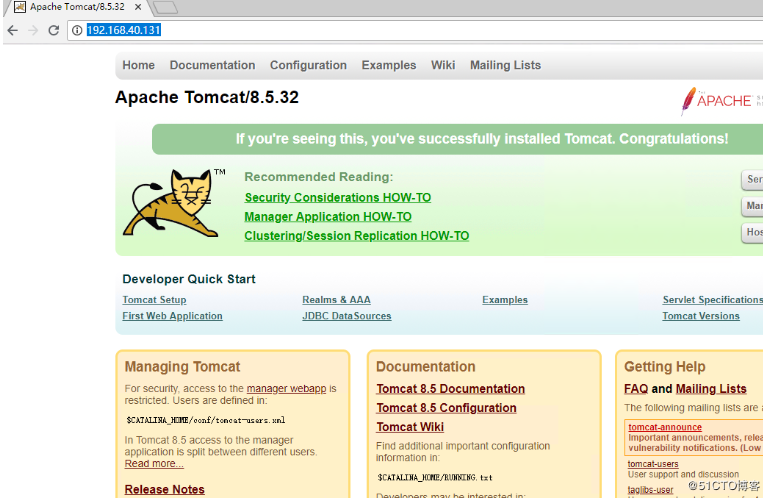 Apache Tomcat/8.5.32
192.168.40.131
Home Documentation Configuration Examples Wiki Mailing Lists
Apache Tomcat/8.5.32
APACHE
If you're seeing this, you've successfully installed Tomcat. Congratulations!
TM
Recommended Reading:
Security Considerations HOW-TO
Manager Application HOW-TO
Clustering/Session Replication HOW-TO
Ser
Man
Hos
Developer Quick Start
Tomcat Setup
First Web Application
Realms & AAA
JDBC DataSources
Examples
Servlet Specifications
Tomcat Versions
Managing Tomcat
For security, access to the manager webapp is
restricted. Users are defined in:
$CATALINA_HOME/conf/tomcat-users.xml
In Tomcat 8.5 access to the manager
application is split between different users.
Read more...
Release Notes
Documentation
Tomcat 8.5 Documentation
Tomcat 8.5 Configuration
Tomcat Wiki
Find additional important configuration
information in:
$CATALINA_HOME/RUNNING.txt
Developers may be interested in:
Getting Help
FAQ and Mailing Lists
The following mailing lists are a
tomcat-announce
Important announcements, relea
vulnerability notifications. (Low
tomcat-users
User support and discussion
taglibs-user
@51CTO博客